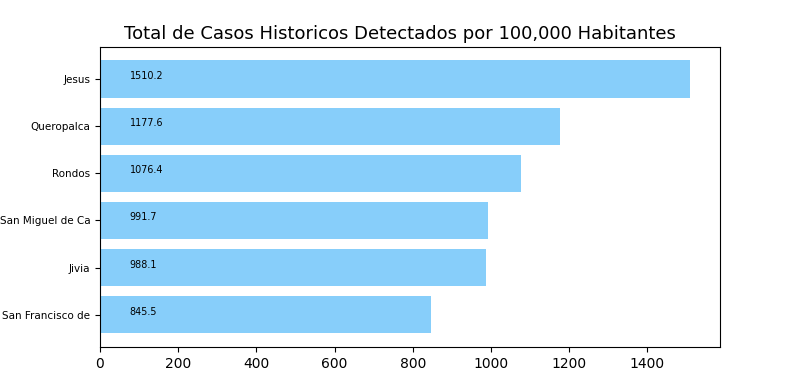 Total de Casos Historicos Detectados por 100,000 Habitantes
Jesus 1510.2
Queropalca 1177.6
Rondos 1076.4
San Miguel de Ca 991.7
Jivia 988.1
San Francisco de 845.5
0 200 400 600 800 1000 1200 1400